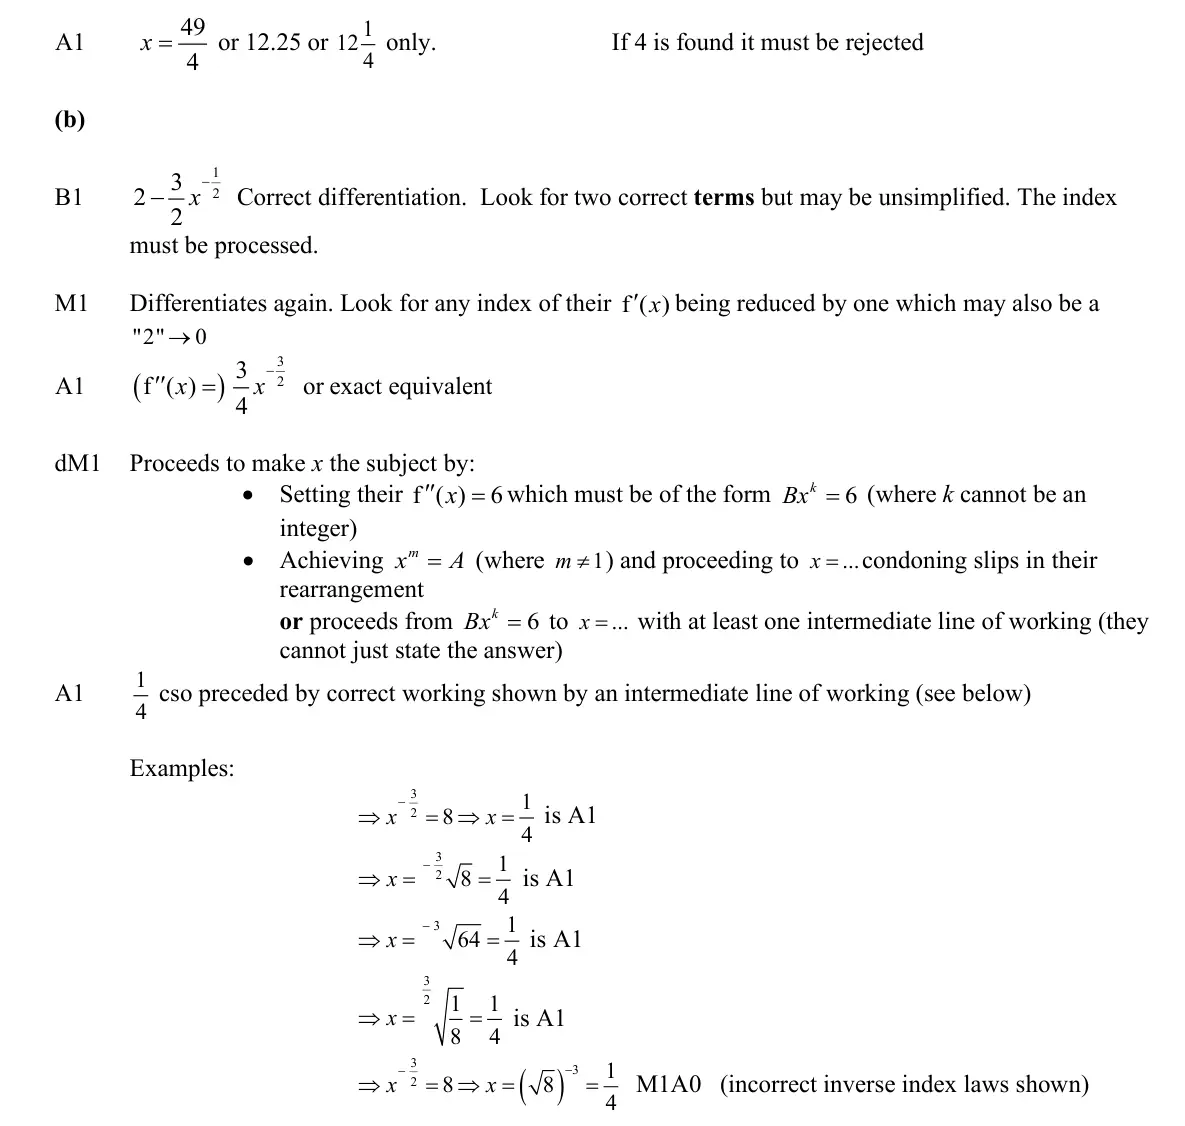 A1 x = 49/4 or 12.25 or 12 1/4 only. If 4 is found it must be rejected
(b)
B1 2 − 3/2 x^(−1/2) Correct differentiation. Look for two correct terms but may be unsimplified. The index
must be processed.
M1 Differentiates again. Look for any index of their f′(x) being reduced by one which may also be a
"2" → 0
A1 (f″(x) =) 3/4 x^(−3/2) or exact equivalent
dM1 Proceeds to make x the subject by:
• Setting their f″(x) = 6 which must be of the form Bx^k = 6 (where k cannot be an
integer)
• Achieving x^m = A (where m ≠ 1) and proceeding to x = ... condoning slips in their
rearrangement
or proceeds from Bx^k = 6 to x = ... with at least one intermediate line of working (they
cannot just state the answer)
A1 1/4 cso preceded by correct working shown by an intermediate line of working (see below)
Examples:
⇒ x^(−3/2) = 8 ⇒ x = 1/4 is A1
⇒ x = ^(−3/2)√8 = 1/4 is A1
⇒ x = ^(−3)√64 = 1/4 is A1
⇒ x = ^(3/2)√(1/8) = 1/4 is A1
⇒ x^(−3/2) = 8 ⇒ x = (√8)^(−3) = 1/4 M1A0 (incorrect inverse index laws shown)